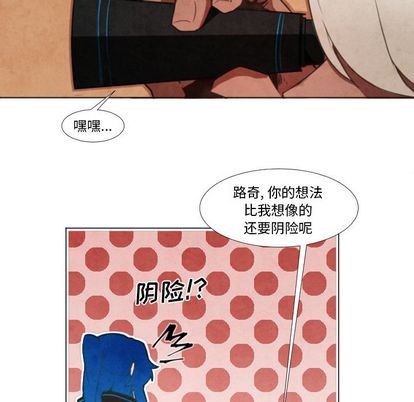 嘿嘿...
路奇, 你的想法
比我想像的
还要阴险呢
阴险!?